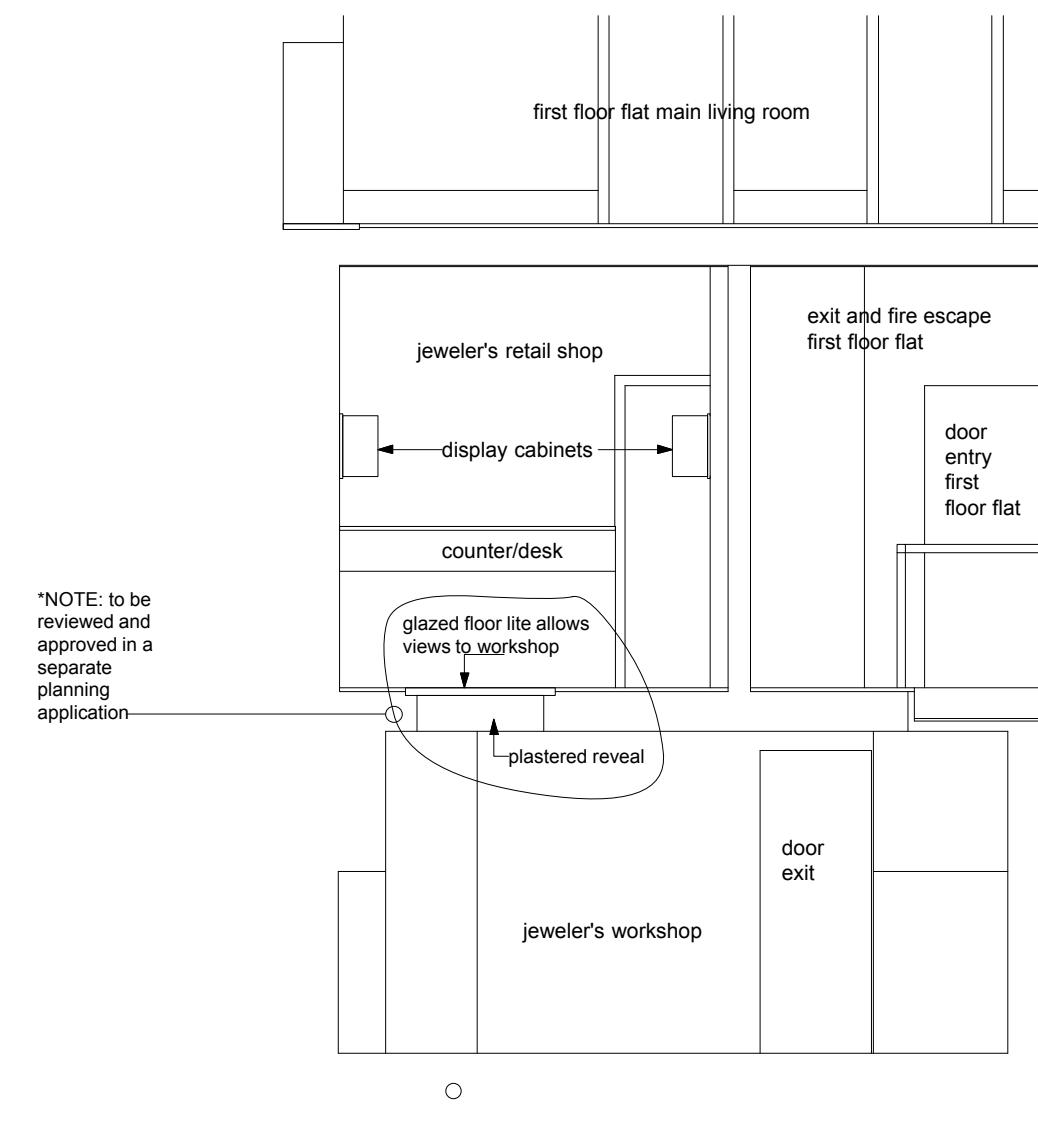 first floor flat main living room
exit and fire escape
first floor flat
jeweler's retail shop
display cabinets
door
entry
first
floor flat
counter/desk
*NOTE: to be
reviewed and
approved in a
separate
planning
application
glazed floor lite allows
views to workshop
plastered reveal
door
exit
jeweler's workshop